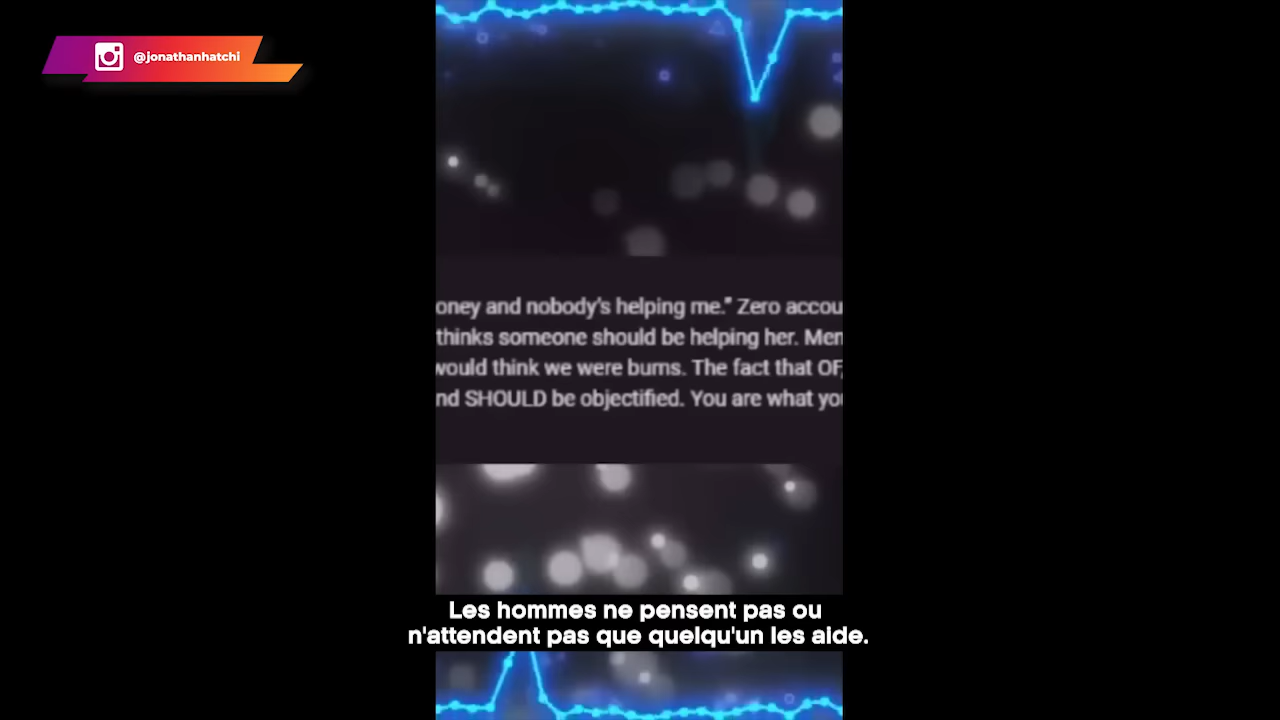 @jonathanhatchi
oney and nobody's helping me." Zero accou
thinks someone should be helping her. Men
would think we were bums. The fact that OF,
nd SHOULD be objectified. You are what you
Les hommes ne pensent pas ou
n'attendent pas que quelqu'un les aide.